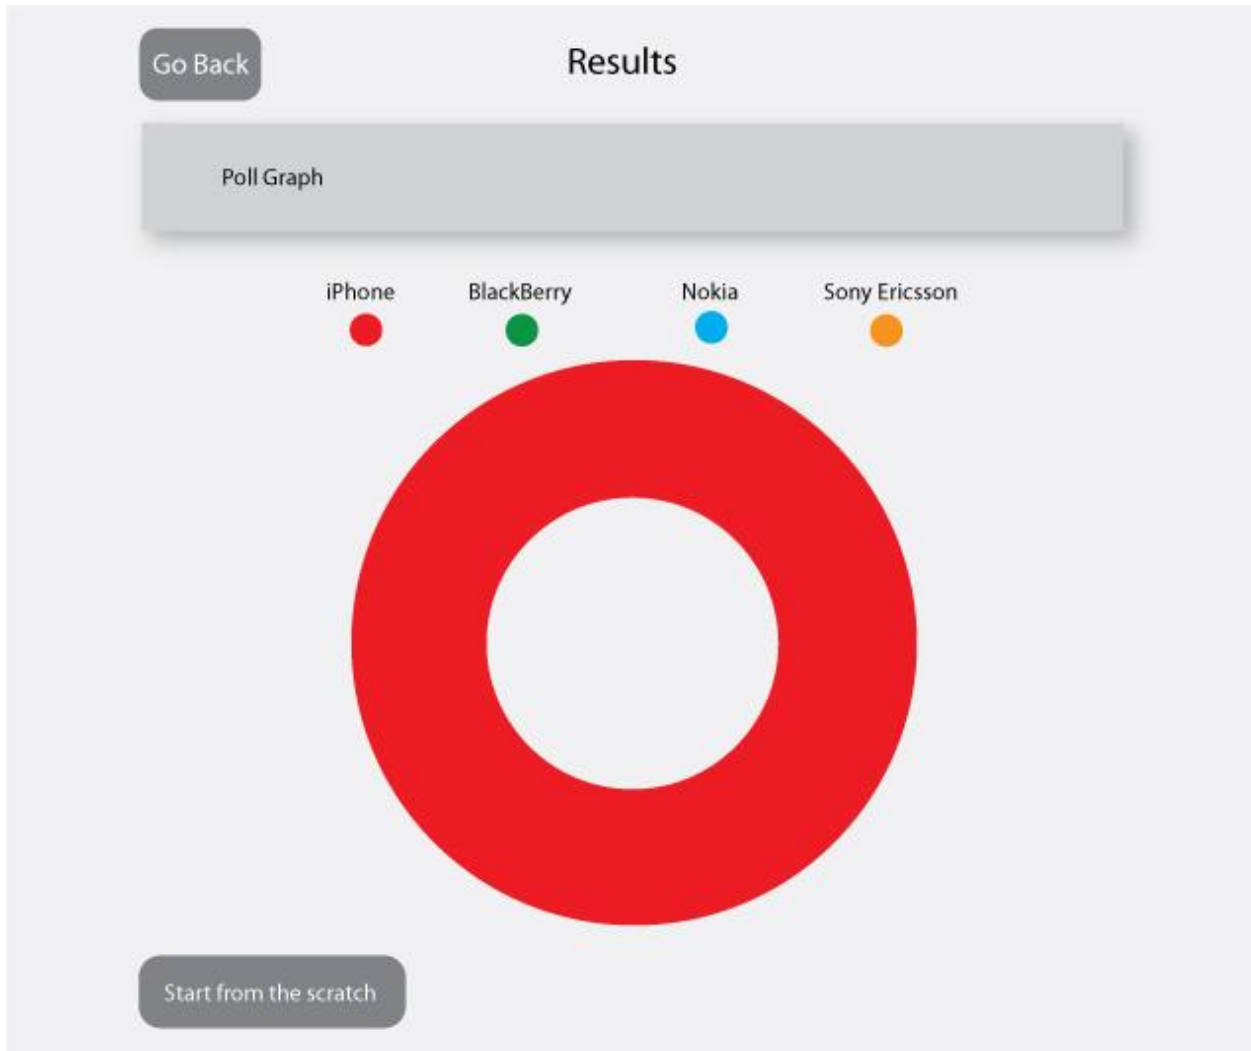 Go Back
Results
Poll Graph
iPhone BlackBerry Nokia Sony Ericsson
Start from the scratch